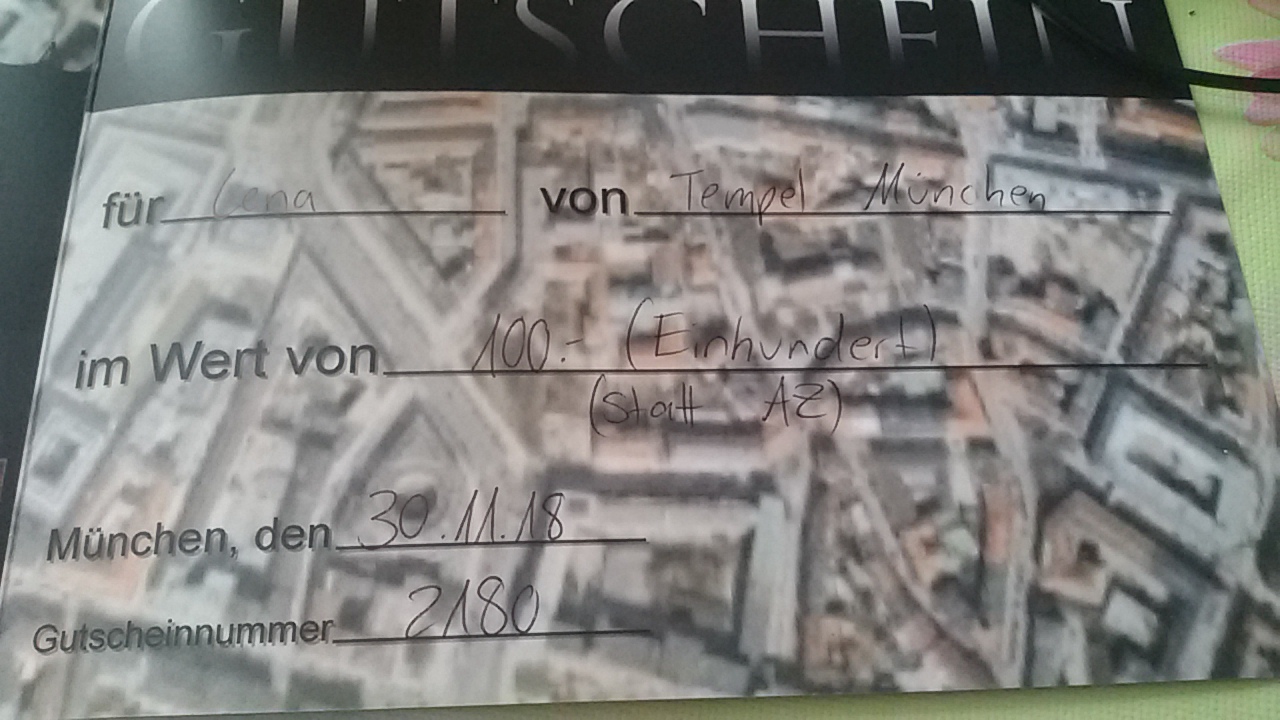 GUTSCHEIN
für Lena von Tempel München
im Wert von 100.- (Einhundert)
(Statt AZ)
München, den 30.11.18
Gutscheinnummer 2180